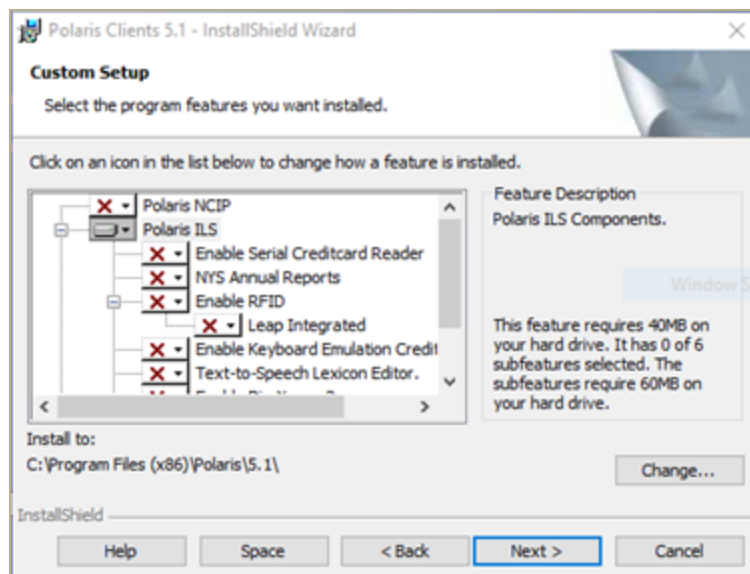 Polaris Clients 5.1 - InstallShield Wizard
Custom Setup
Select the program features you want installed.
Click on an icon in the list below to change how a feature is installed.
Polaris NCIP
Polaris ILS
Enable Serial Creditcard Reader
NYS Annual Reports
Enable RFID
Leap Integrated
Enable Keyboard Emulation Credit
Text-to-Speech Lexicon Editor.
Feature Description
Polaris ILS Components.
Window S
This feature requires 40MB on
your hard drive. It has 0 of 6
subfeatures selected. The
subfeatures require 60MB on
your hard drive.
Install to:
C:\Program Files (x86)\Polaris\5.1\
Change...
InstallShield
Help
Space
< Back
Next >
Cancel